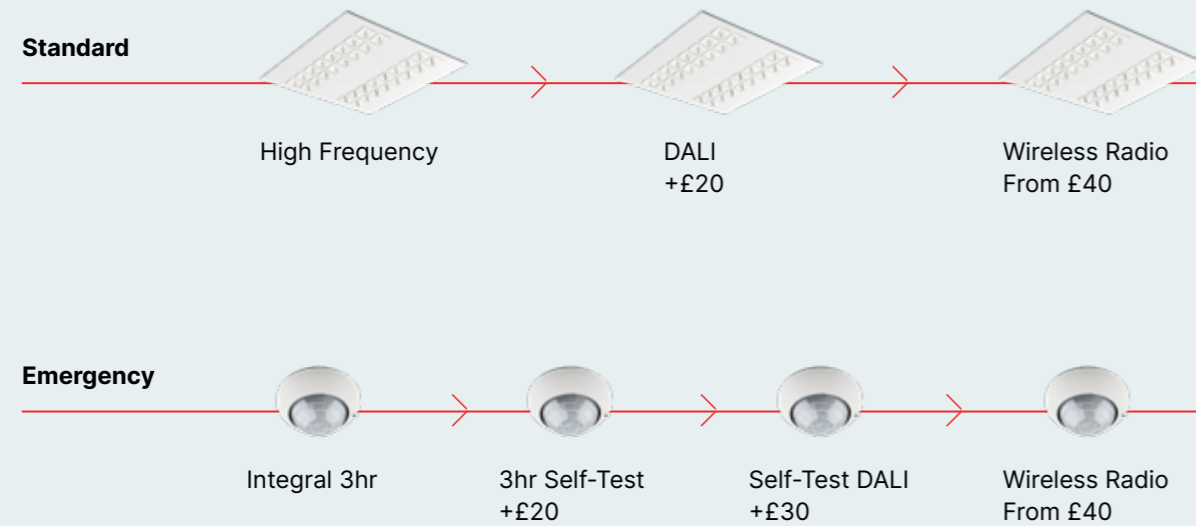 Standard
High Frequency
DALI
+£20
Wireless Radio
From £40
Emergency
Integral 3hr
3hr Self-Test
+£20
Self-Test DALI
+£30
Wireless Radio
From £40